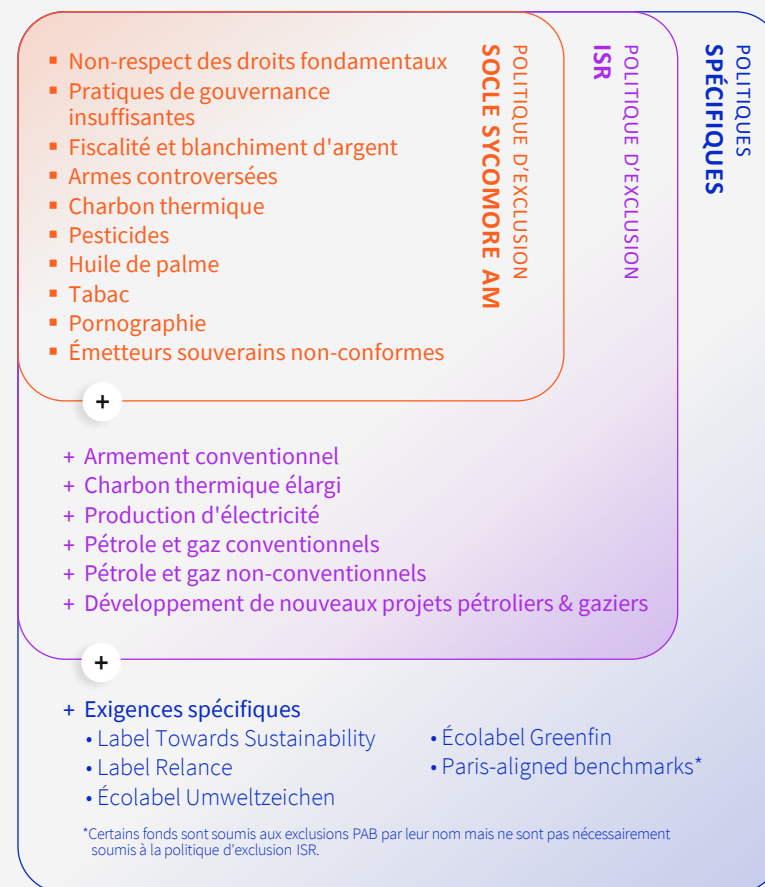 ▪ Non-respect des droits fondamentaux
▪ Pratiques de gouvernance
insuffisantes
▪ Fiscalité et blanchiment d'argent
▪ Armes controversées
▪ Charbon thermique
▪ Pesticides
▪ Huile de palme
▪ Tabac
▪ Pornographie
▪ Émetteurs souverains non-conformes
POLITIQUE D'EXCLUSION
SOCLE SYCOMORE AM
POLITIQUE D'EXCLUSION
ISR
POLITIQUES
SPÉCIFIQUES
+
+ Armement conventionnel
+ Charbon thermique élargi
+ Production d'électricité
+ Pétrole et gaz conventionnels
+ Pétrole et gaz non-conventionnels
+ Développement de nouveaux projets pétroliers & gaziers
+
+ Exigences spécifiques
• Label Towards Sustainability
• Label Relance
• Écolabel Umweltzeichen
• Écolabel Greenfin
• Paris-aligned benchmarks*
*Certains fonds sont soumis aux exclusions PAB par leur nom mais ne sont pas nécessairement
soumis à la politique d'exclusion ISR.